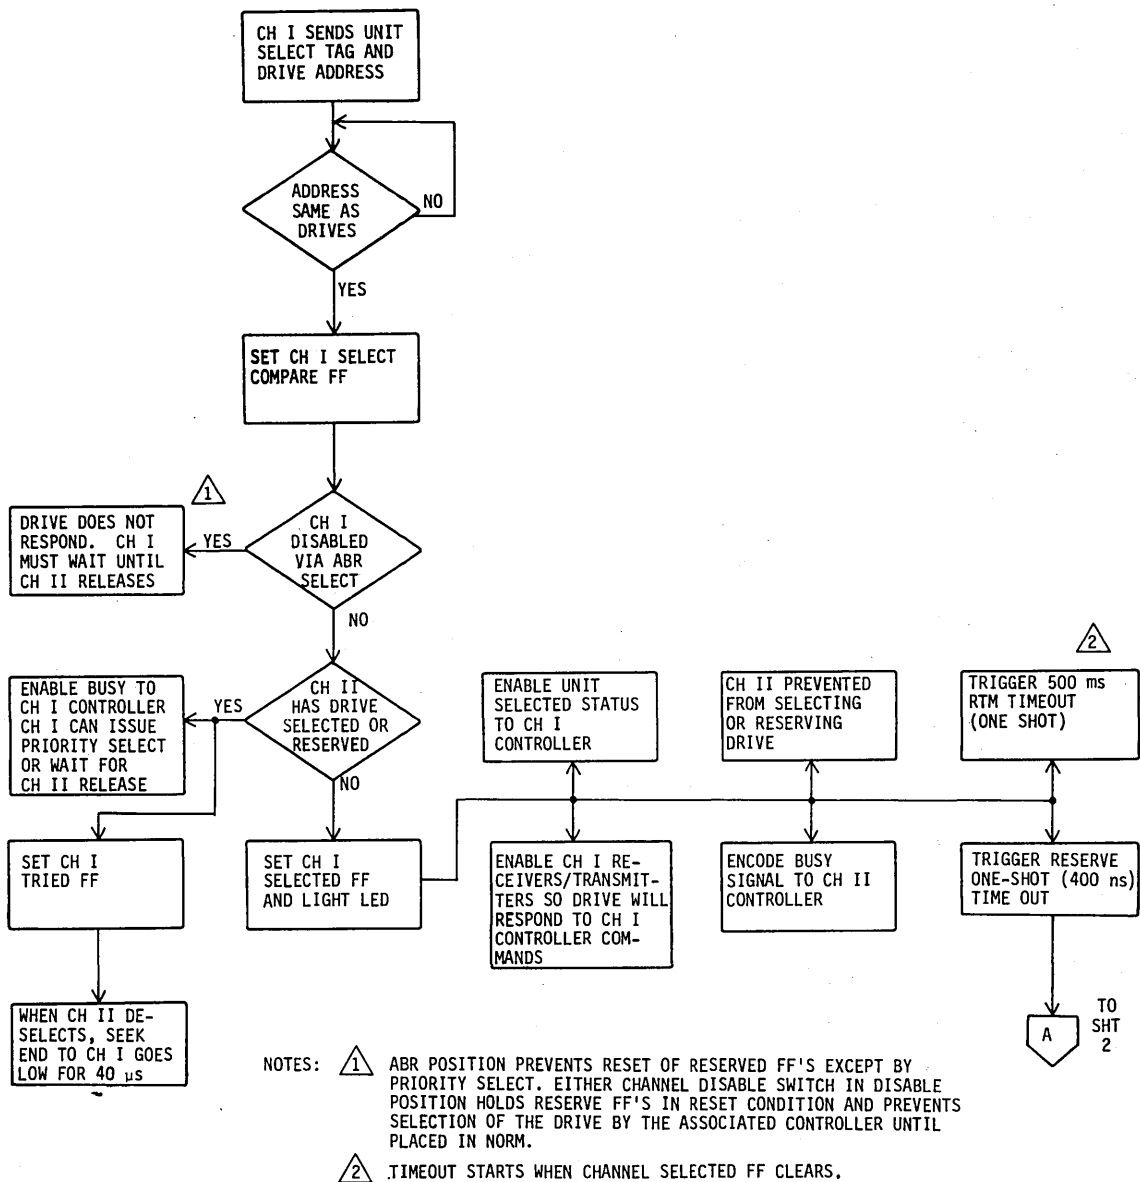 CH I SENDS UNIT
SELECT TAG AND
DRIVE ADDRESS
ADDRESS
SAME AS
DRIVES
NO
YES
SET CH I SELECT
COMPARE FF
1
DRIVE DOES NOT
RESPOND. CH I
MUST WAIT UNTIL
CH II RELEASES
YES
CH I
DISABLED
VIA ABR
SELECT
NO
ENABLE BUSY TO
CH I CONTROLLER
CH I CAN ISSUE
PRIORITY SELECT
OR WAIT FOR
CH II RELEASE
YES
CH II
HAS DRIVE
SELECTED OR
RESERVED
NO
ENABLE UNIT
SELECTED STATUS
TO CH I
CONTROLLER
CH II PREVENTED
FROM SELECTING
OR RESERVING
DRIVE
2
TRIGGER 500 ms
RTM TIMEOUT
(ONE SHOT)
SET CH I
TRIED FF
SET CH I
SELECTED FF
AND LIGHT LED
ENABLE CH I RE-
CEIVERS/TRANSMIT-
TERS SO DRIVE WILL
RESPOND TO CH I
CONTROLLER COM-
MANDS
ENCODE BUSY
SIGNAL TO CH II
CONTROLLER
TRIGGER RESERVE
ONE-SHOT (400 ns)
TIME OUT
WHEN CH II DE-
SELECTS, SEEK
END TO CH I GOES
LOW FOR 40 μs
A
TO
SHT
2
NOTES: 1 ABR POSITION PREVENTS RESET OF RESERVED FF'S EXCEPT BY
PRIORITY SELECT. EITHER CHANNEL DISABLE SWITCH IN DISABLE
POSITION HOLDS RESERVE FF'S IN RESET CONDITION AND PREVENTS
SELECTION OF THE DRIVE BY THE ASSOCIATED CONTROLLER UNTIL
PLACED IN NORM.
2 TIMEOUT STARTS WHEN CHANNEL SELECTED FF CLEARS.